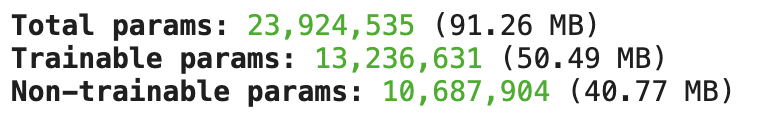 Total params: 23,924,535 (91.26 MB)
Trainable params: 13,236,631 (50.49 MB)
Non-trainable params: 10,687,904 (40.77 MB)